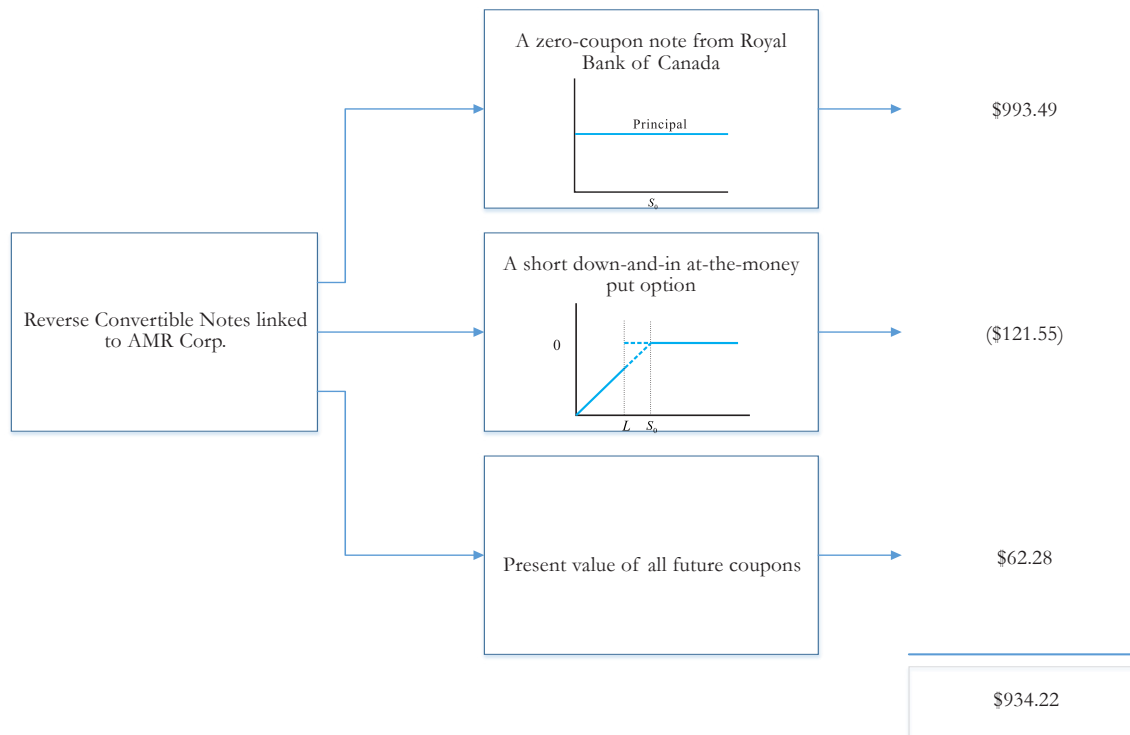 A zero-coupon note from Royal
Bank of Canada
Principal
S₀
$993.49
Reverse Convertible Notes linked
to AMR Corp.
A short down-and-in at-the-money
put option
0
L S₀
($121.55)
Present value of all future coupons
$62.28
$934.22